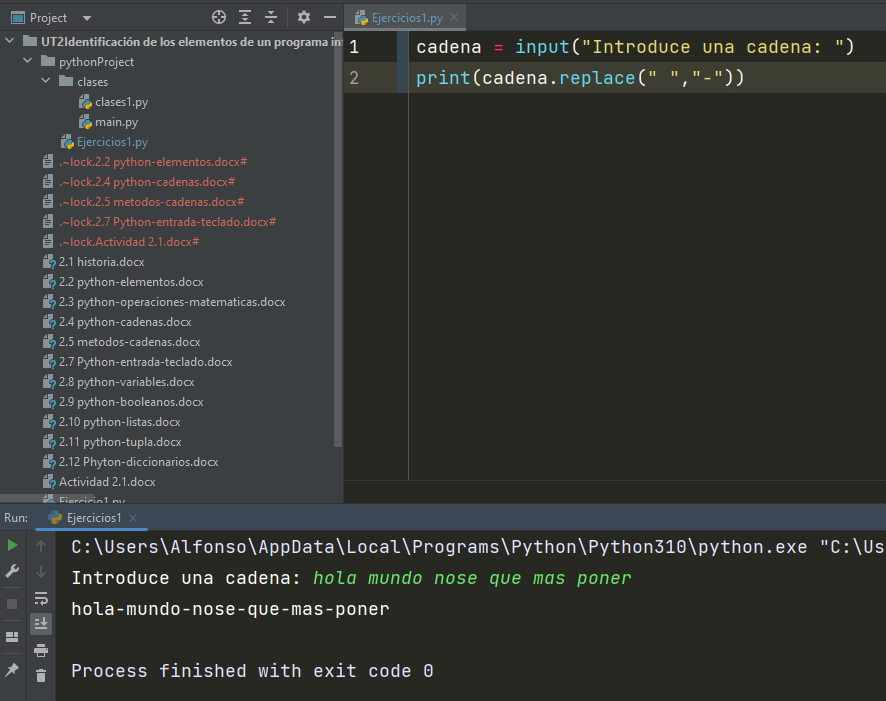 Project
Ejercicios1.py
UT2Identificación de los elementos de un programa in
pythonProject
clases
clases1.py
main.py
Ejercicios1.py
.~lock.2.2 python-elementos.docx#
.~lock.2.4 python-cadenas.docx#
.~lock.2.5 metodos-cadenas.docx#
.~lock.2.7 Python-entrada-teclado.docx#
.~lock.Actividad 2.1.docx#
2.1 historia.docx
2.2 python-elementos.docx
2.3 python-operaciones-matematicas.docx
2.4 python-cadenas.docx
2.5 metodos-cadenas.docx
2.7 Python-entrada-teclado.docx
2.8 python-variables.docx
2.9 python-booleanos.docx
2.10 python-listas.docx
2.11 python-tupla.docx
2.12 Phyton-diccionarios.docx
Actividad 2.1.docx
Ejercicio1.py
1 cadena = input("Introduce una cadena: ")
2 print(cadena.replace(" ","-"))
Run: Ejercicios1
C:\Users\Alfonso\AppData\Local\Programs\Python\Python310\python.exe "C:\Us
Introduce una cadena: hola mundo nose que mas poner
hola-mundo-nose-que-mas-poner
Process finished with exit code 0